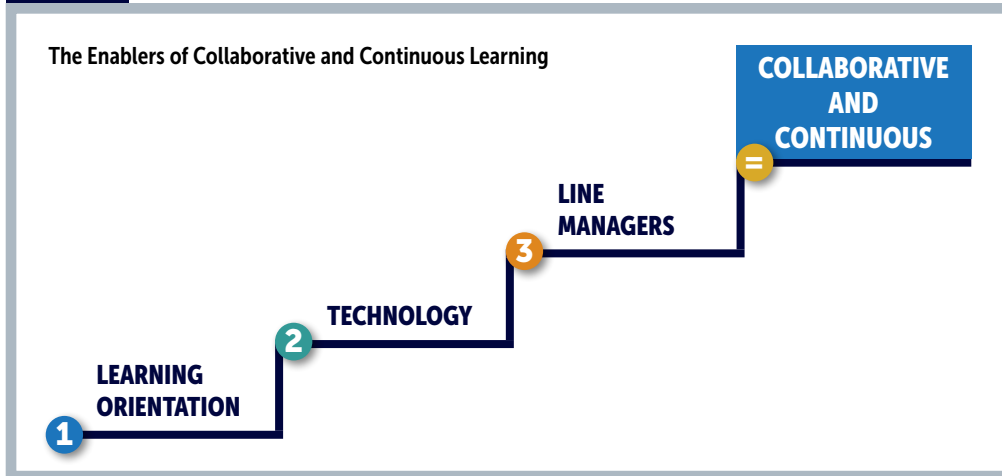 The Enablers of Collaborative and Continuous Learning
COLLABORATIVE
AND
CONTINUOUS
=
LINE
MANAGERS
3
TECHNOLOGY
2
LEARNING
ORIENTATION
1